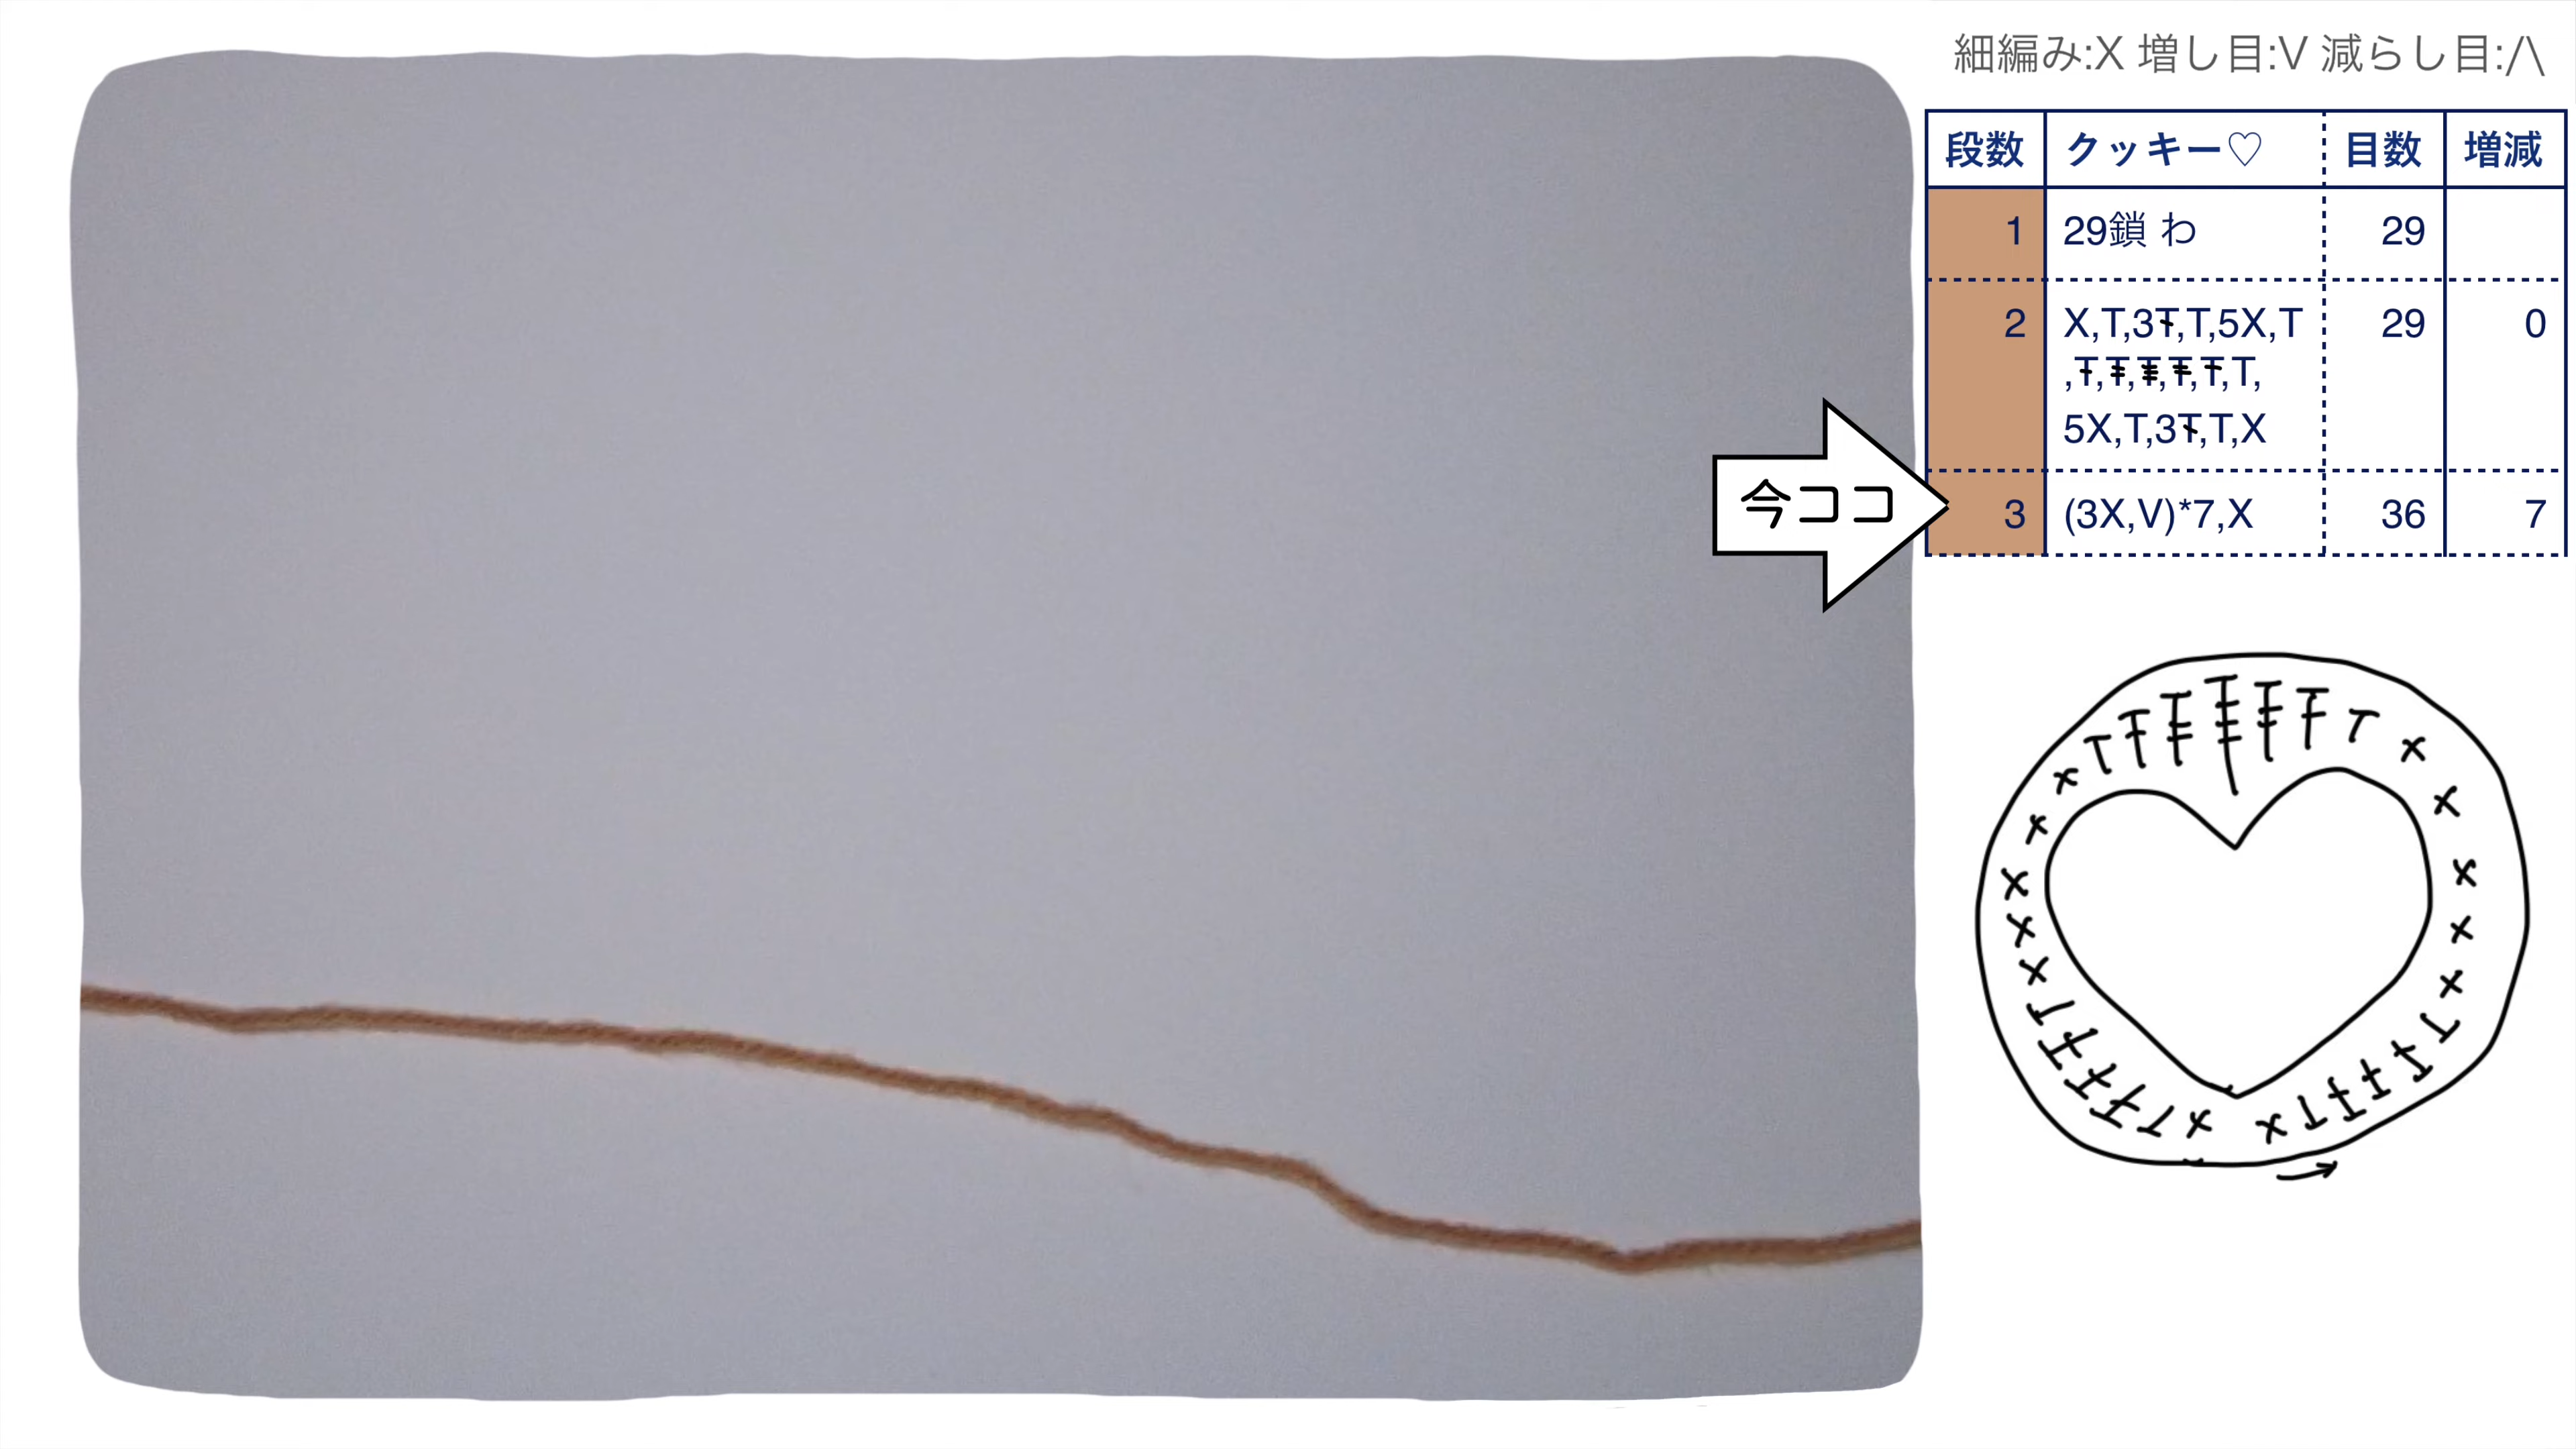 細編み:X 増し目:V 減らし目:/\
段数 クッキー♡ 目数 増減
1 29鎖 わ 29
2 X,T,3Ŧ,T,5X,T 29 0
,Ŧ,Ŧ,Ŧ,Ŧ,Ŧ,T,
5X,T,3Ŧ,T,X
今ココ
3 (3X,V)*7,X 36 7